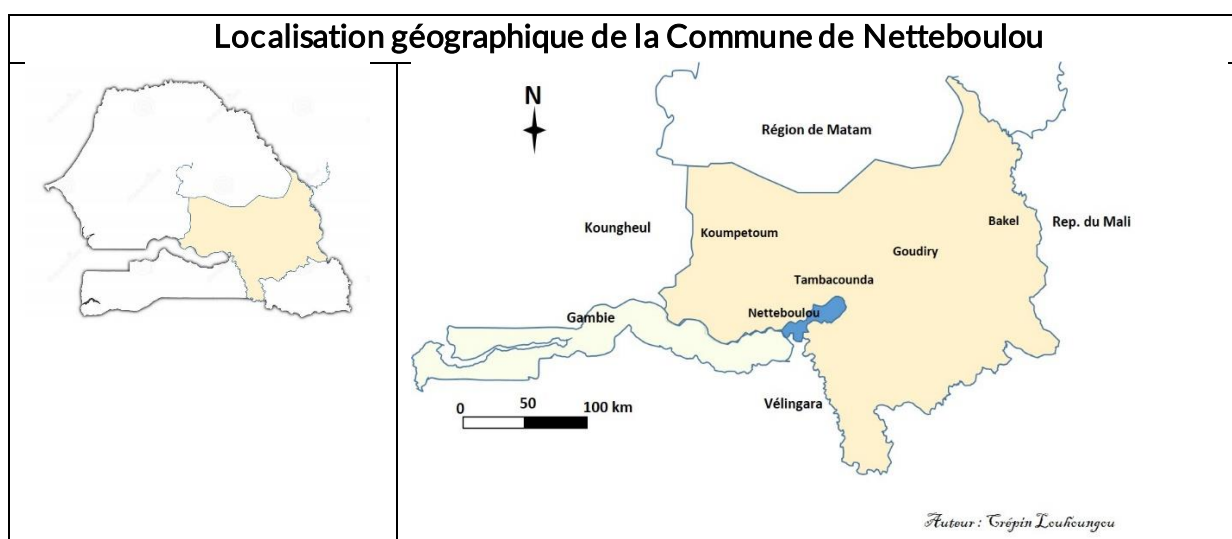 Localisation géographique de la Commune de Netteboulou
N
Région de Matam
Koungheul
Koumpetoum
Bakel
Rep. du Mali
Goudiry
Tambacounda
Netteboulou
Gambie
0 50 100 km
Vélingara
Auteur : Crépin Louhoungou